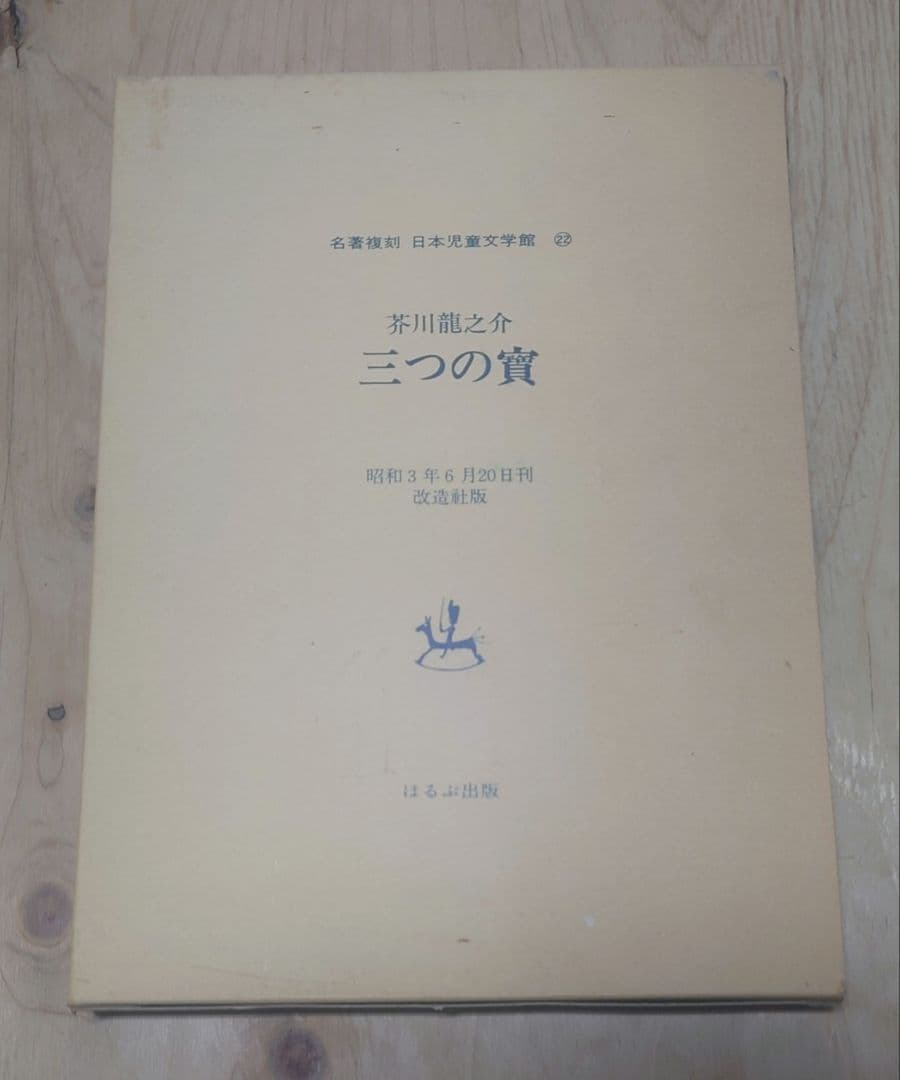 名著複刻 日本児童文学館 ㉒
芥川龍之介
三つの寶
昭和3年6月20日刊
改造社版
ほるぷ出版